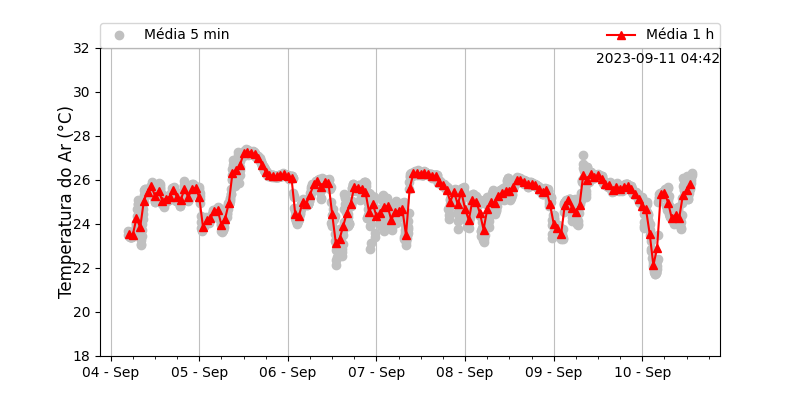 Média 5 min
Média 1 h
2023-09-11 04:42
Temperatura do Ar (°C)
32
30
28
26
24
22
20
18
04 - Sep
05 - Sep
06 - Sep
07 - Sep
08 - Sep
09 - Sep
10 - Sep